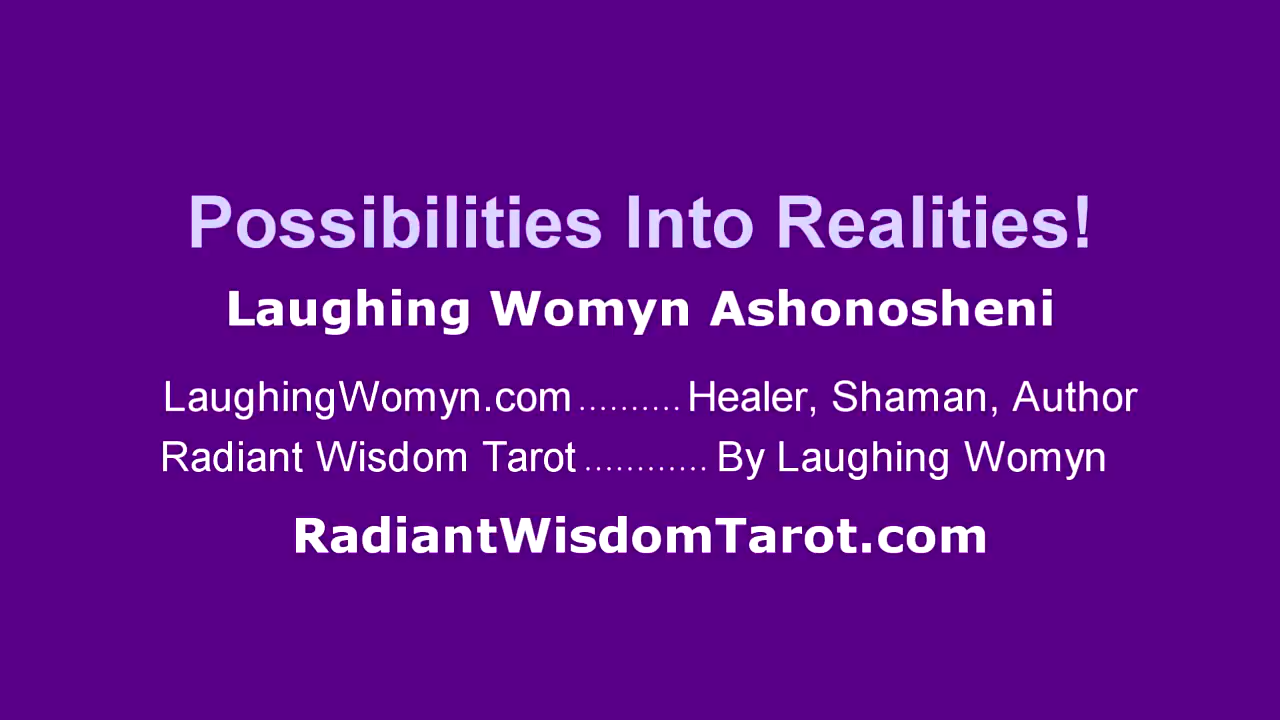 Possibilities Into Realities!
Laughing Womyn Ashonosheni
LaughingWomyn.com .......... Healer, Shaman, Author
Radiant Wisdom Tarot ............ By Laughing Womyn
RadiantWisdomTarot.com